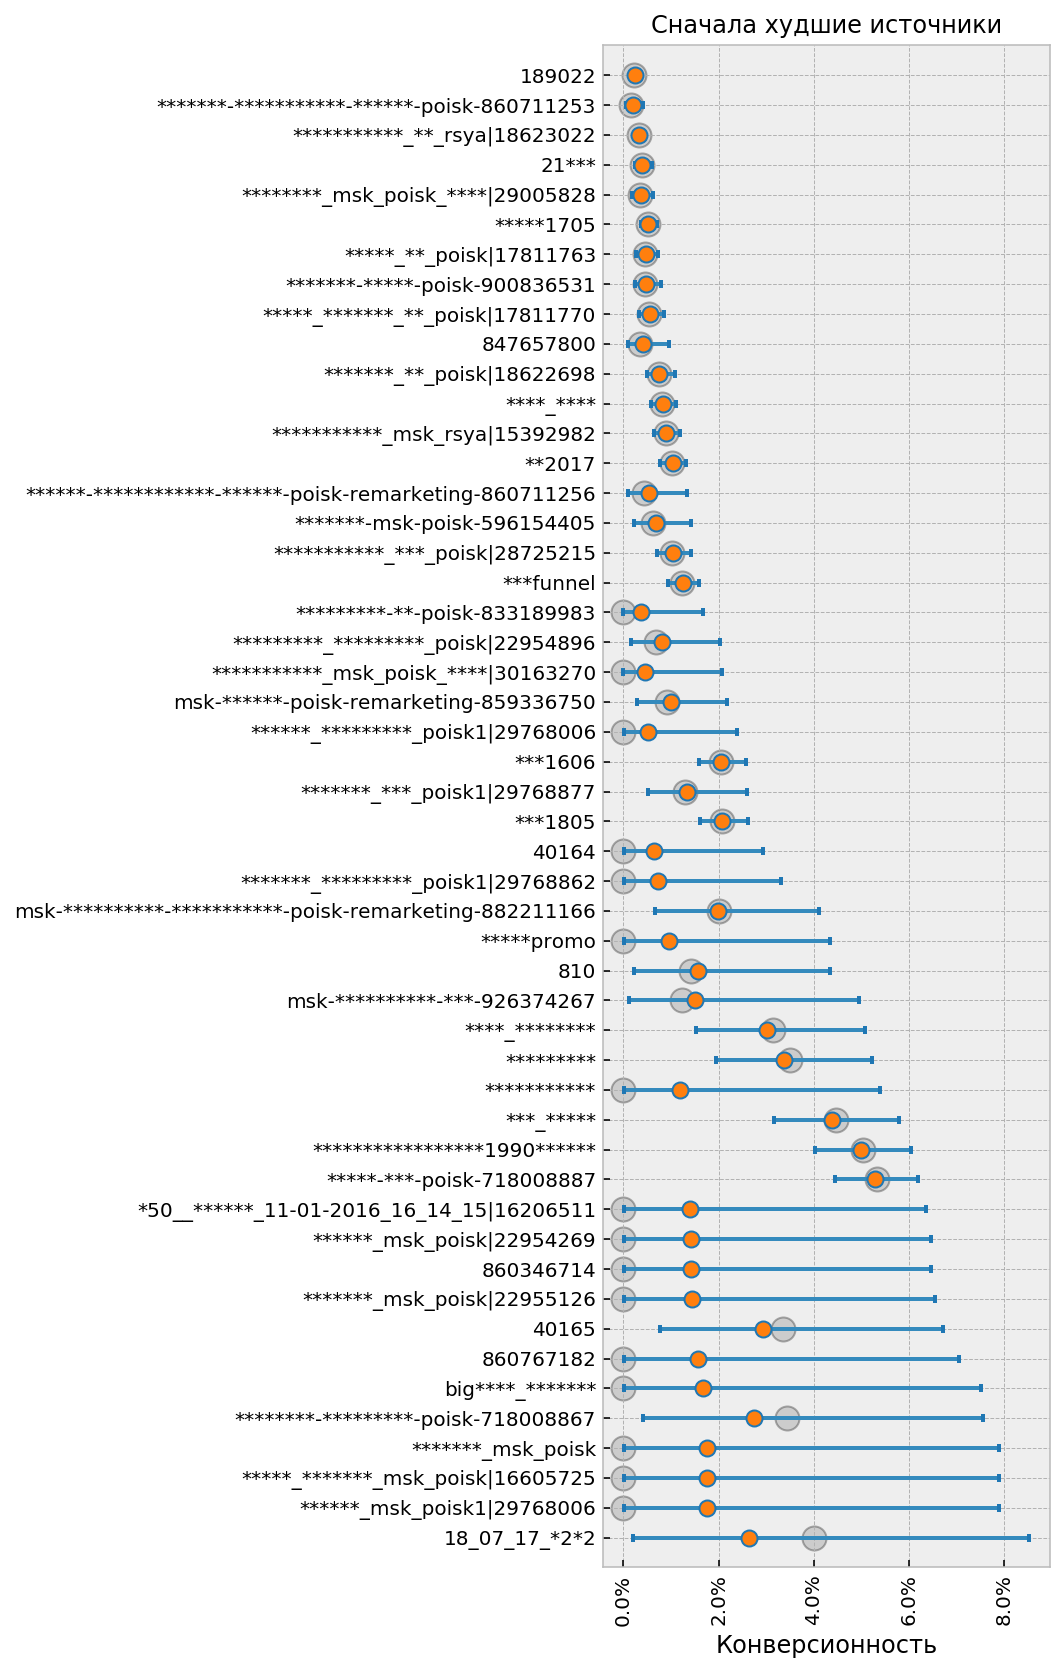 Сначала худшие источники
189022
*******-***********-******-poisk-860711253
***********_**_rsya|18623022
21***
********_msk_poisk_****|29005828
*****1705
*****_**_poisk|17811763
*******-*****-poisk-900836531
*****_*******_**_poisk|17811770
847657800
*******_**_poisk|18622698
****_****
***********_msk_rsya|15392982
**2017
******-************-******-poisk-remarketing-860711256
*******-msk-poisk-596154405
***********_***_poisk|28725215
***funnel
*********-**-poisk-833189983
*********_*********_poisk|22954896
***********_msk_poisk_****|30163270
msk-******-poisk-remarketing-859336750
******_*********_poisk1|29768006
***1606
*******_***_poisk1|29768877
***1805
40164
*******_*********_poisk1|29768862
msk-**********-***********-poisk-remarketing-882211166
*****promo
810
msk-**********-***-926374267
****_********
*********
***********
***_*****
*****************1990******
*****-***-poisk-718008887
*50__******_11-01-2016_16_14_15|16206511
******_msk_poisk|22954269
860346714
*******_msk_poisk|22955126
40165
860767182
big****_*******
********-*********-poisk-718008867
*******_msk_poisk
*****_*******_msk_poisk|16605725
******_msk_poisk1|29768006
18_07_17_*2*2
0.0% 2.0% 4.0% 6.0% 8.0%
Конверсионность